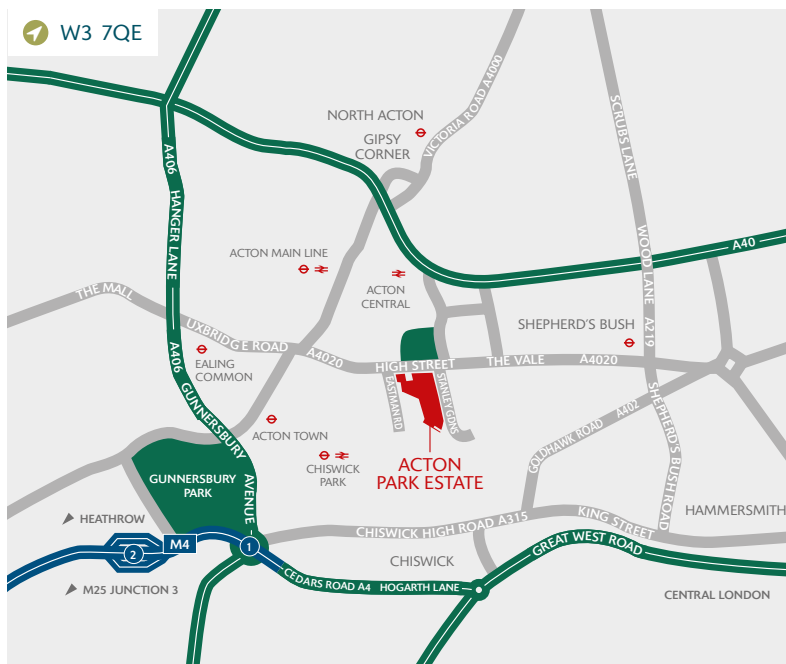 W3 7QE
NORTH ACTON
GIPSY
CORNER
VICTORIA ROAD A4000
SCRUBS LANE
A406
HANGER LANE
WOOD LANE
A219
A40
ACTON MAIN LINE
ACTON
CENTRAL
THE MALL
UXBRIDGE ROAD
A4020
SHEPHERD'S BUSH
HIGH STREET
THE VALE
A4020
EALING
COMMON
A406
GUNNERSBURY
AVENUE
EASTMAN RD
STANLEY GDNS
A402
GOLDHAWK ROAD
SHEPHERD'S BUSH ROAD
ACTON TOWN
CHISWICK
PARK
ACTON
PARK ESTATE
GUNNERSBURY
PARK
HEATHROW
M4
2
1
CHISWICK HIGH ROAD A315
KING STREET
HAMMERSMITH
CHISWICK
GREAT WEST ROAD
CEDARS ROAD A4
HOGARTH LANE
M25 JUNCTION 3
CENTRAL LONDON